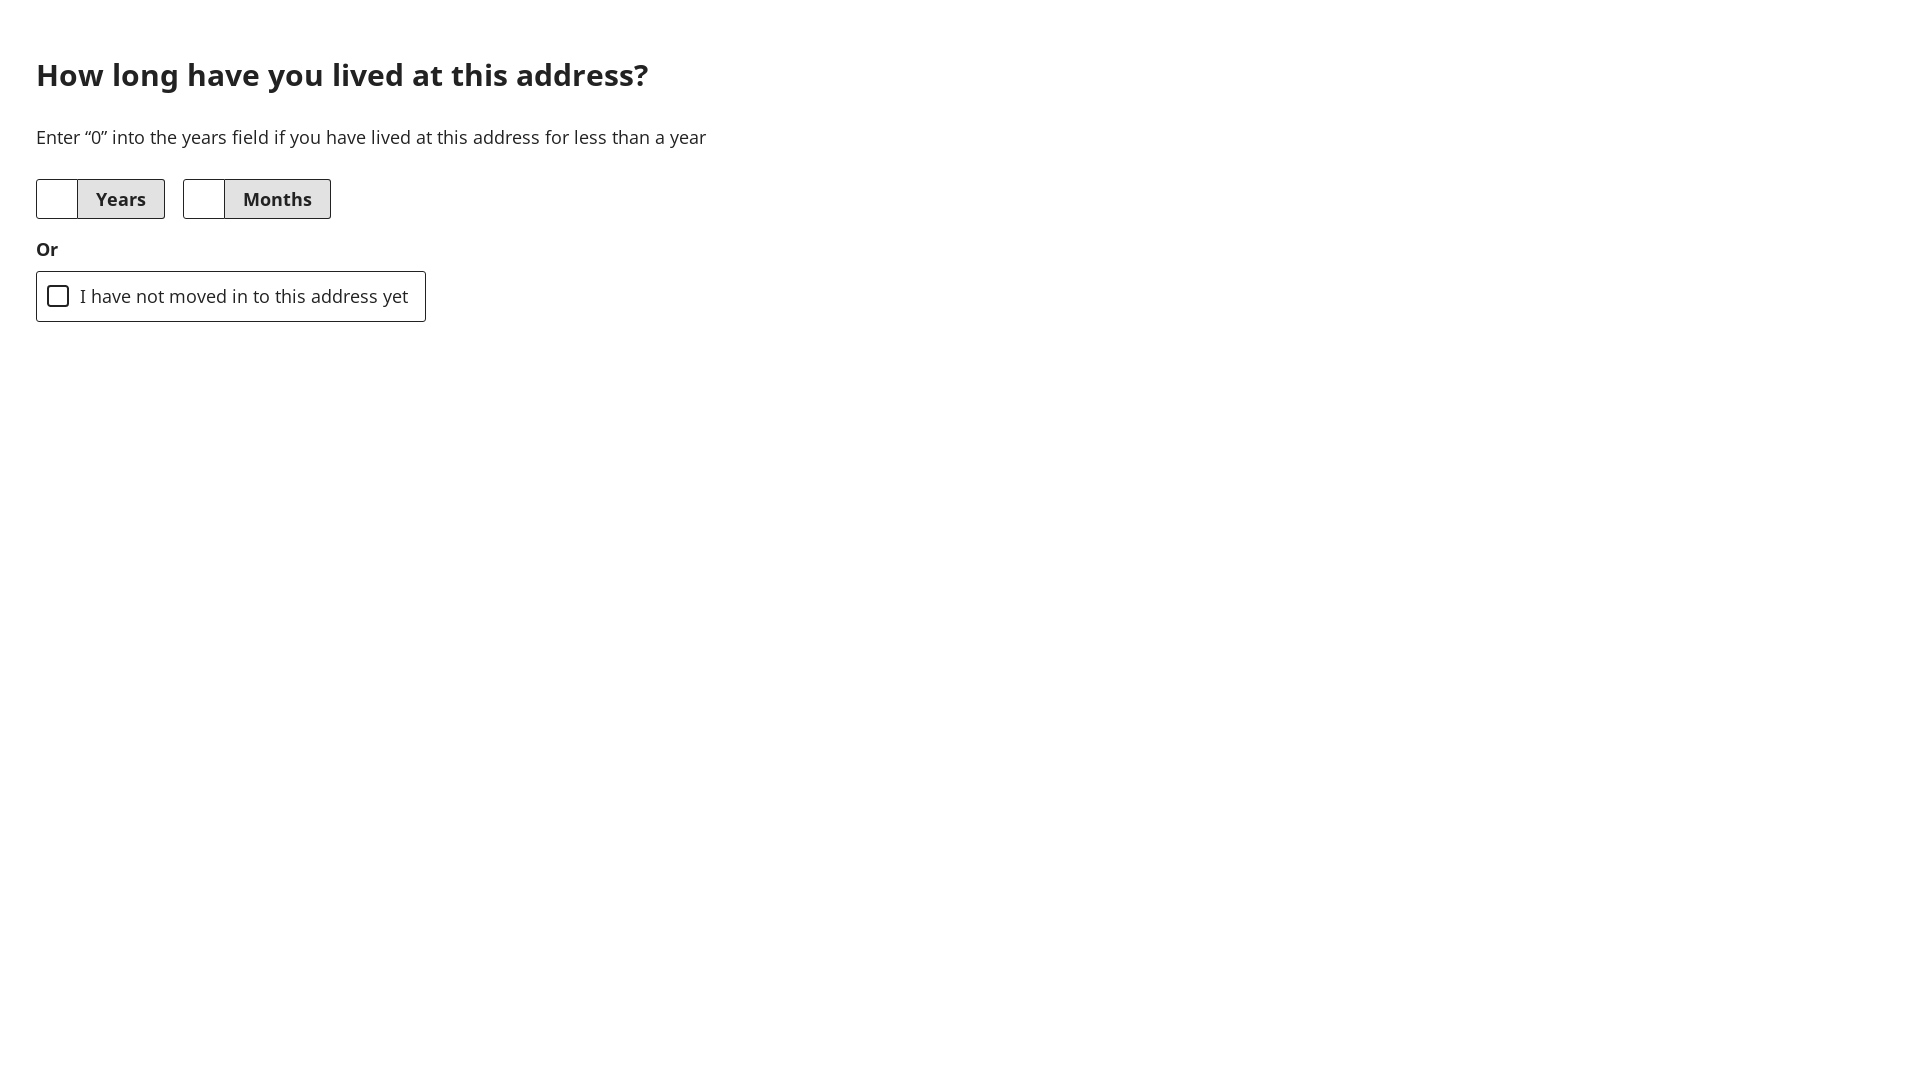 How long have you lived at this address?
Enter “0” into the years field if you have lived at this address for less than a year
Years Months
Or
I have not moved in to this address yet